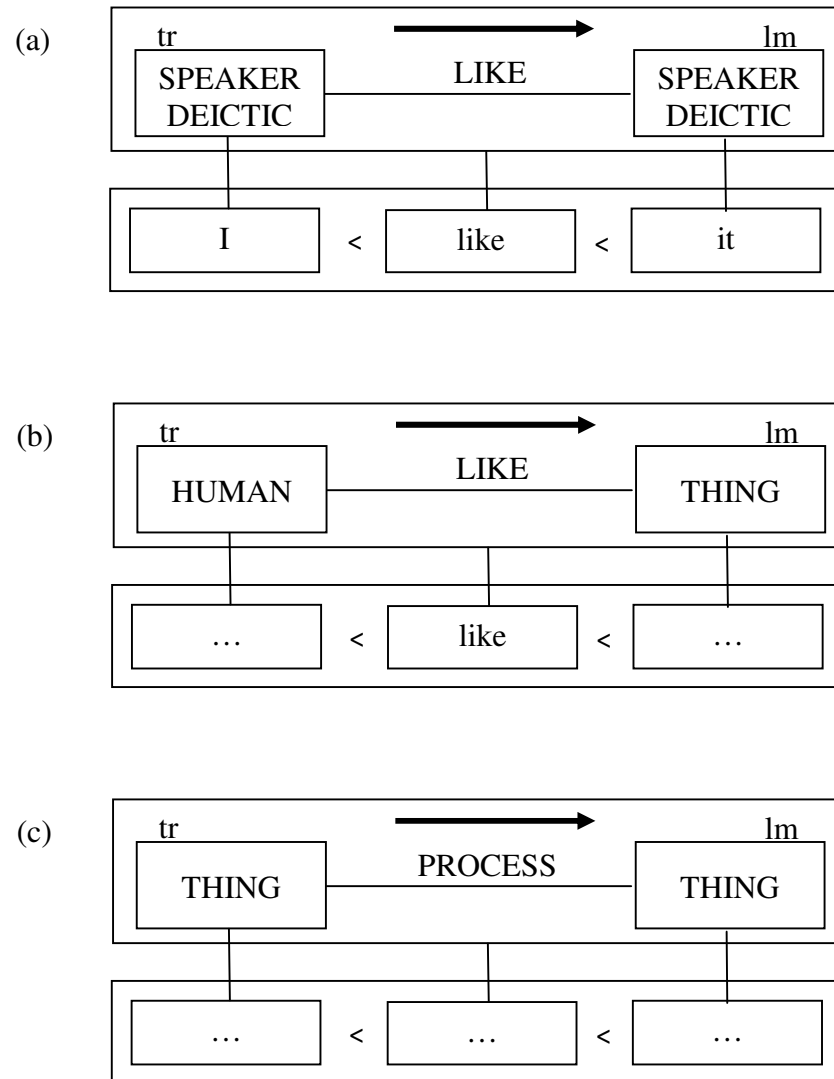 (a)
tr lm
SPEAKER DEICTIC LIKE SPEAKER DEICTIC
I < like < it
(b)
tr lm
HUMAN LIKE THING
… < like < …
(c)
tr lm
THING PROCESS THING
… < … < …